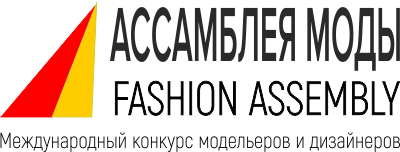 АССАМБЛЕЯ МОДЫ
FASHION ASSEMBLY
Международный конкурс модельеров и дизайнеров